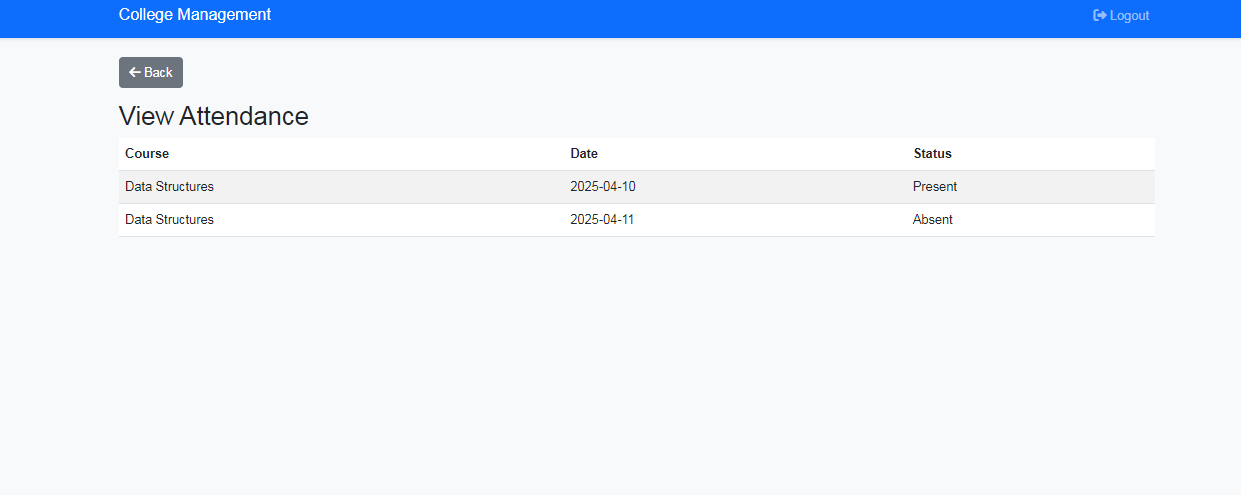 College Management
Logout
Back
View Attendance
Course Date Status
Data Structures 2025-04-10 Present
Data Structures 2025-04-11 Absent